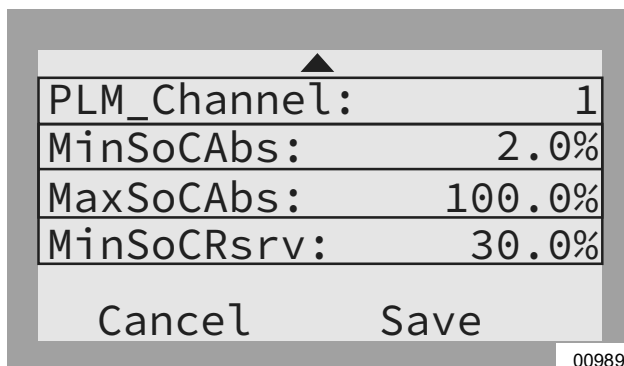 PLM_Channel: 1
MinSoCAbs: 2.0%
MaxSoCAbs: 100.0%
MinSoCRsrv: 30.0%
Cancel Save
00989